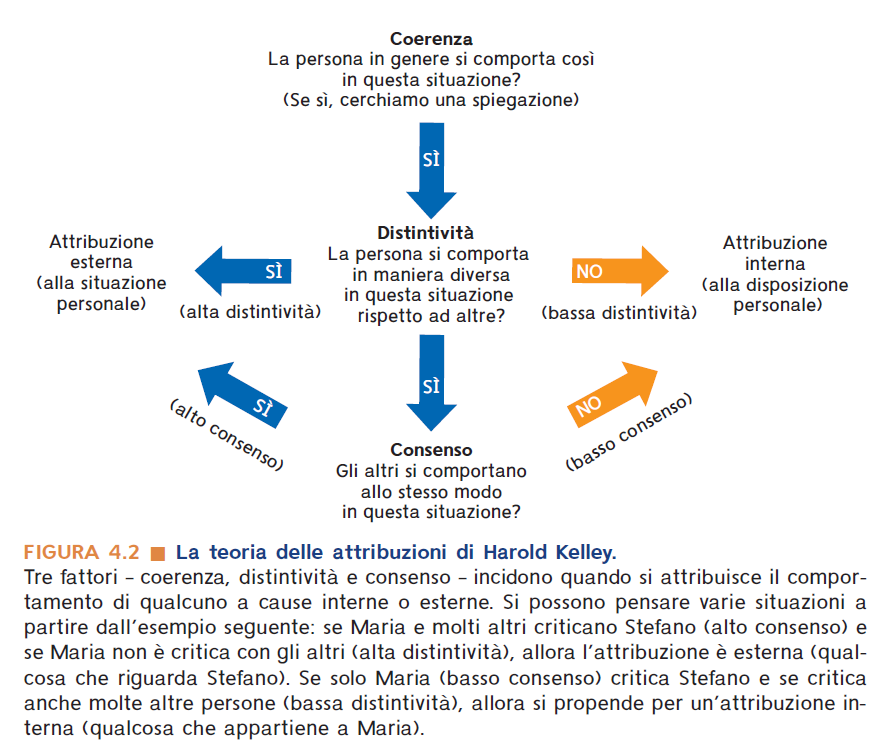 Coerenza
La persona in genere si comporta così
in questa situazione?
(Se sì, cerchiamo una spiegazione)
SÌ
Attribuzione
esterna
(alla situazione
personale)
SÌ
(alta distintività)
Distintività
La persona si comporta
in maniera diversa
in questa situazione
rispetto ad altre?
NO
(bassa distintività)
Attribuzione
interna
(alla disposizione
personale)
SÌ
(alto consenso)
SÌ
NO
(basso consenso)
Consenso
Gli altri si comportano
allo stesso modo
in questa situazione?
FIGURA 4.2 ■ La teoria delle attribuzioni di Harold Kelley.
Tre fattori – coerenza, distintività e consenso – incidono quando si attribuisce il compor-
tamento di qualcuno a cause interne o esterne. Si possono pensare varie situazioni a
partire dall’esempio seguente: se Maria e molti altri criticano Stefano (alto consenso) e
se Maria non è critica con gli altri (alta distintività), allora l’attribuzione è esterna (qual-
cosa che riguarda Stefano). Se solo Maria (basso consenso) critica Stefano e se critica
anche molte altre persone (bassa distintività), allora si propende per un’attribuzione in-
terna (qualcosa che appartiene a Maria).